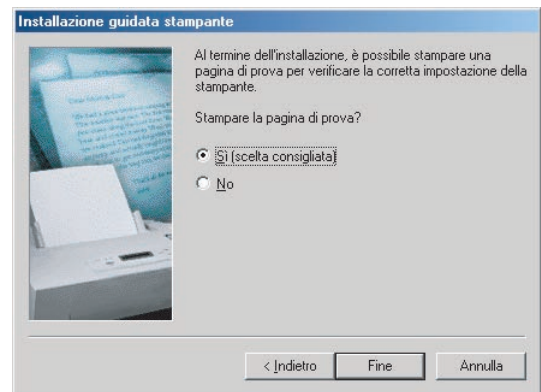 Installazione guidata stampante
Al termine dell'installazione, è possibile stampare una
pagina di prova per verificare la corretta impostazione della
stampante.
Stampare la pagina di prova?
Sì (scelta consigliata)
No
< Indietro
Fine
Annulla